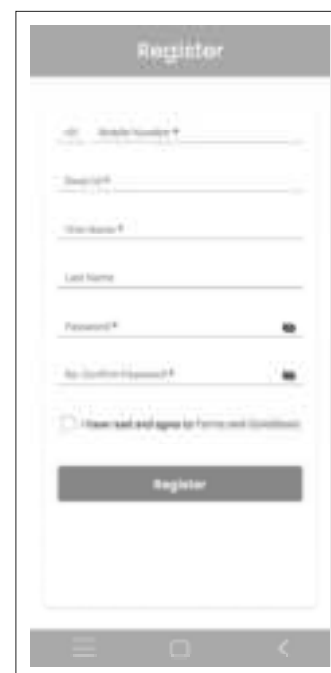 Register
Mobile Number *
Email Id *
First Name *
Last Name
Password *
Re-Confirm Password *
I have read and agree to Terms and Conditions
Register